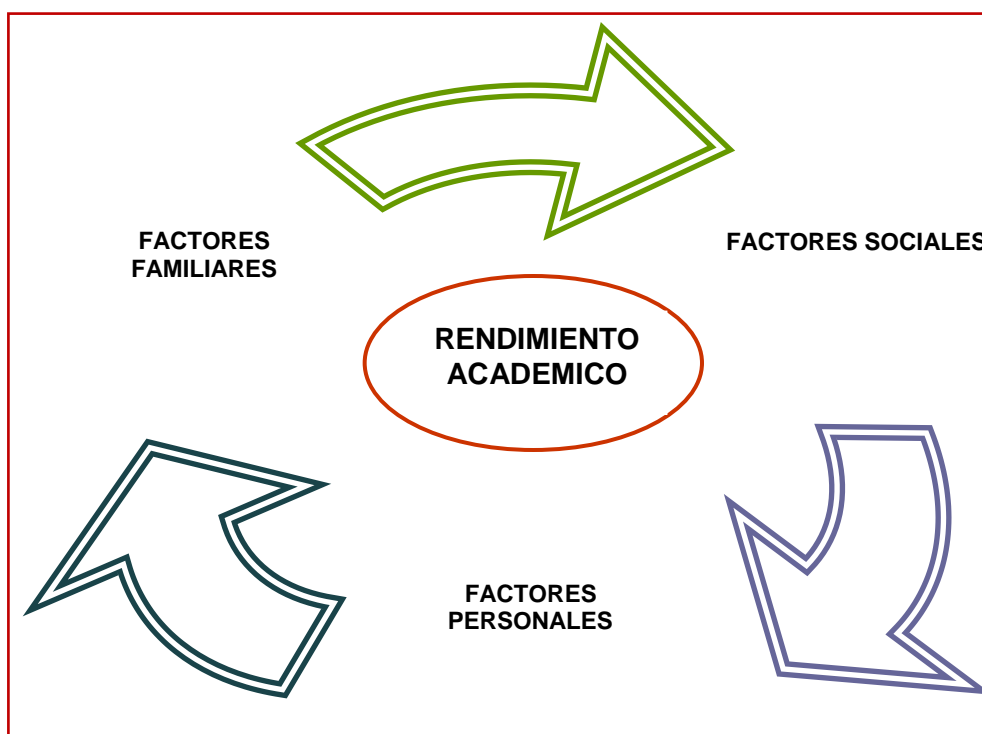 FACTORES
FAMILIARES
FACTORES SOCIALES
RENDIMIENTO
ACADEMICO
FACTORES
PERSONALES